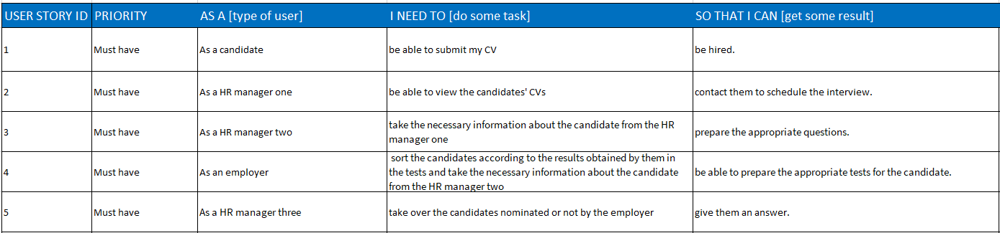 USER STORY ID PRIORITY AS A [type of user] I NEED TO [do some task] SO THAT I CAN [get some result]
1 Must have As a candidate be able to submit my CV be hired.
2 Must have As a HR manager one be able to view the candidates' CVs contact them to schedule the interview.
3 Must have As a HR manager two take the necessary information about the candidate from the HR
manager one prepare the appropriate questions.
4 Must have As an employer sort the candidates according to the results obtained by them in
the tests and take the necessary information about the candidate
from the HR manager two be able to prepare the appropriate tests for the candidate.
5 Must have As a HR manager three take over the candidates nominated or not by the employer give them an answer.